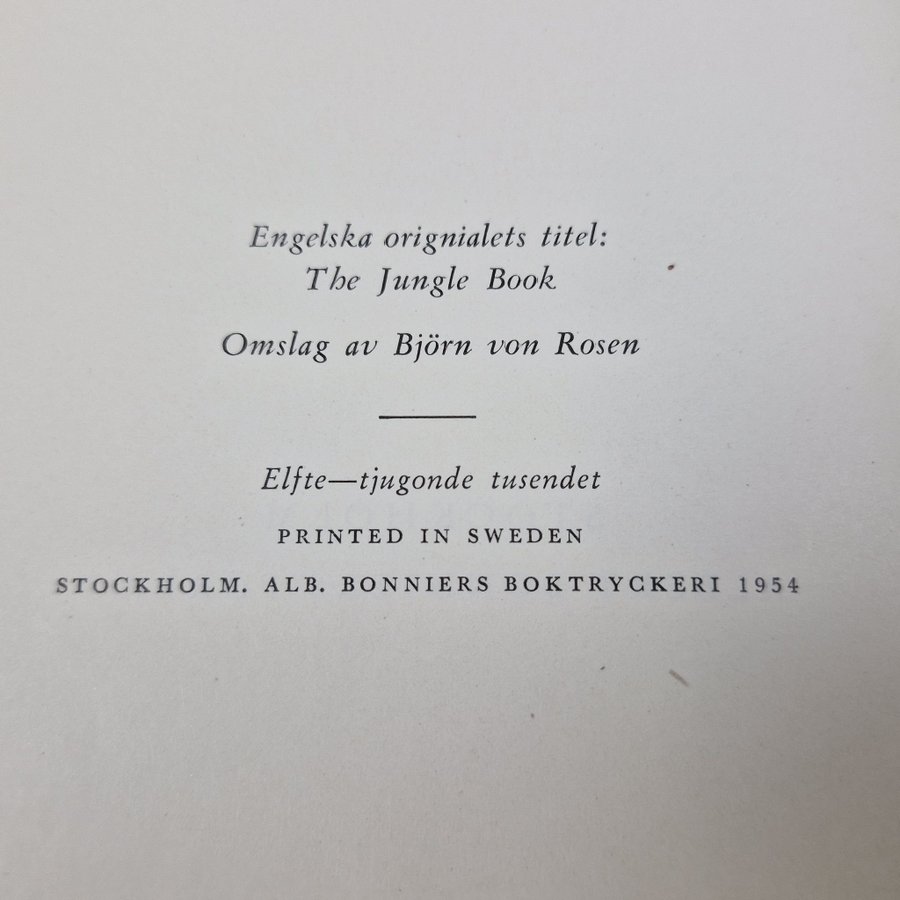 Engelska orignialets titel:
The Jungle Book
Omslag av Björn von Rosen
Elfte—tjugonde tusendet
PRINTED IN SWEDEN
STOCKHOLM. ALB. BONNIERS BOKTRYCKERI 1954